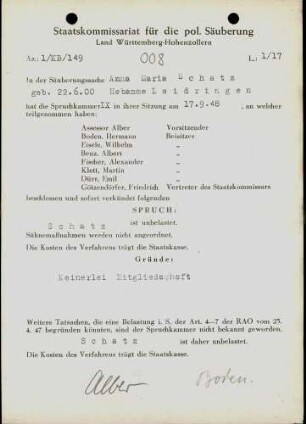 Staatskommissariat für die pol. Säuberung
Land Württemberg-Hohenzollern
Az.: 1/KB/149 008 L: 1/17
In der Säuberungssache Anna Maria Schatz
geb. 22.6.00 Hebamme Leidringen
hat die Spruchkammer IX in ihrer Sitzung am 17.9.48, an welcher
teilgenommen haben:
Assessor Alber Vorsitzender
Boden, Hermann Beisitzer
Eisele, Wilhelm „
Benz, Albert „
Fischer, Alexander „
Klett, Martin „
Dürr, Emil „
Götzendörfer, Friedrich Vertreter des Staatskommissars
beschlossen und sofort verkündet folgenden
SPRUCH:
Schatz ist unbelastet.
Sühnemaßnahmen werden nicht angeordnet.
Die Kosten des Verfahrens trägt die Staatskasse.
Gründe:
Keinerlei Mitgliedschaft
Weitere Tatsachen, die eine Belastung i. S. der Art. 4—7 der RAO vom 25.
4. 47 begründen könnten, sind der Spruchkammer nicht bekannt geworden.
Schatz ist daher unbelastet.
Die Kosten des Verfahrens trägt die Staatskasse.
Alber Boden.